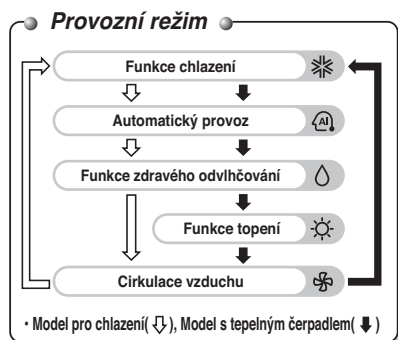 Provozní režim
Funkce chlazení
Automatický provoz
AI
Funkce zdravého odvlhčování
Funkce topení
Cirkulace vzduchu
· Model pro chlazení( ⇩ ), Model s tepelným čerpadlem( 🡇 )